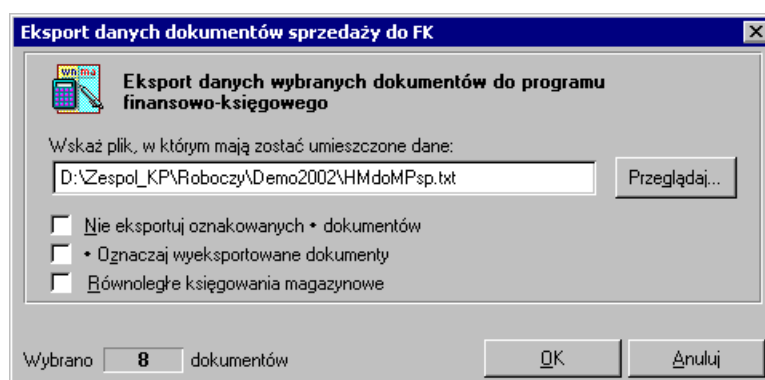 Eksport danych dokumentów sprzedaży do FK
wn ma
Eksport danych wybranych dokumentów do programu
finansowo-księgowego
Wskaż plik, w którym mają zostać umieszczone dane:
D:\Zespol_KP\Roboczy\Demo2002\HMdoMPsp.txt
Przeglądaj...
Nie eksportuj oznakowanych • dokumentów
• Oznaczaj wyeksportowane dokumenty
Równoległe księgowania magazynowe
Wybrano 8 dokumentów
OK
Anuluj